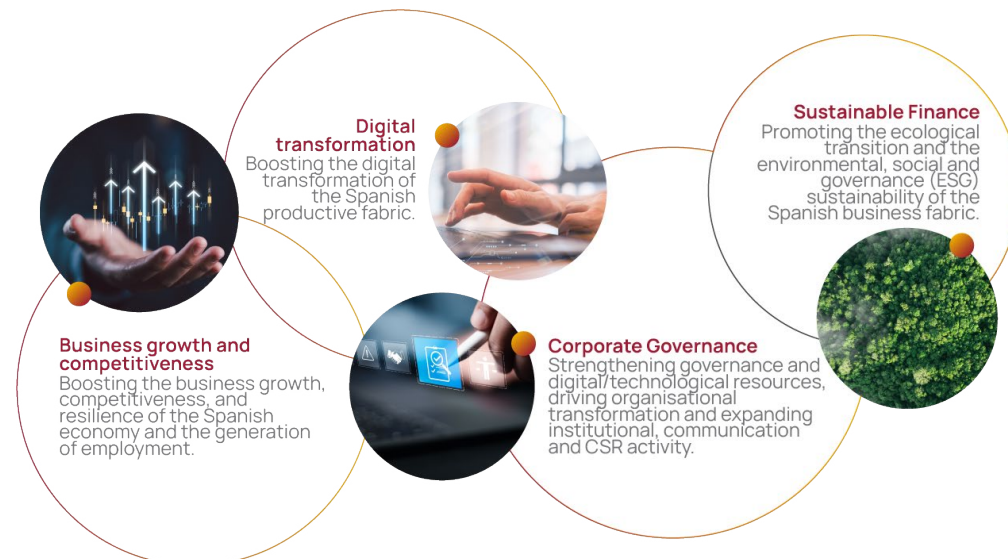 Business growth and
competitiveness
Boosting the business growth,
competitiveness, and
resilience of the Spanish
economy and the generation
of employment.
Digital
transformation
Boosting the digital
transformation of
the Spanish
productive fabric.
Corporate Governance
Strengthening governance and
digital/technological resources,
driving organisational
transformation and expanding
institutional, communication
and CSR activity.
Sustainable Finance
Promoting the ecological
transition and the
environmental, social and
governance (ESG)
sustainability of the
Spanish business fabric.